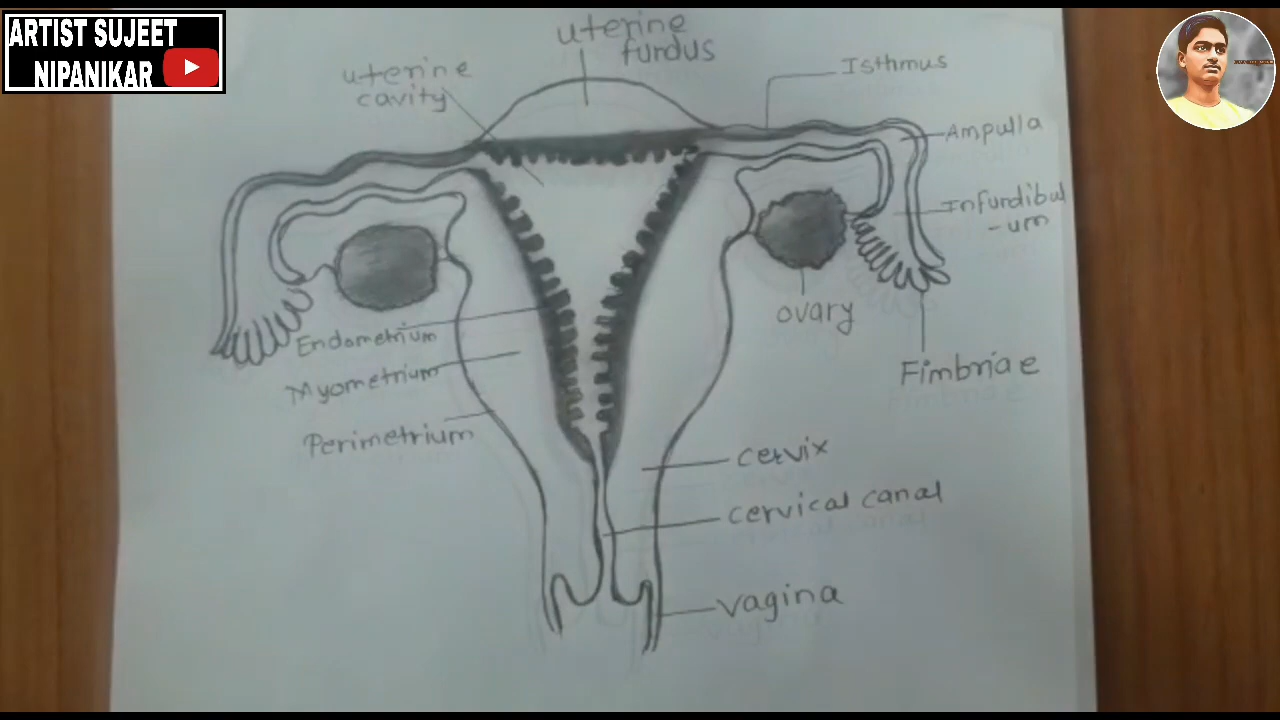 ARTIST SUJEET
NIPANIKAR
uterine
furdus
uterine
cavity
Isthmus
Ampulla
Infurdibul
-um
ovary
Fimbriae
Endometrium
Myometrium
Perimetrium
cervix
cervical canal
vagina